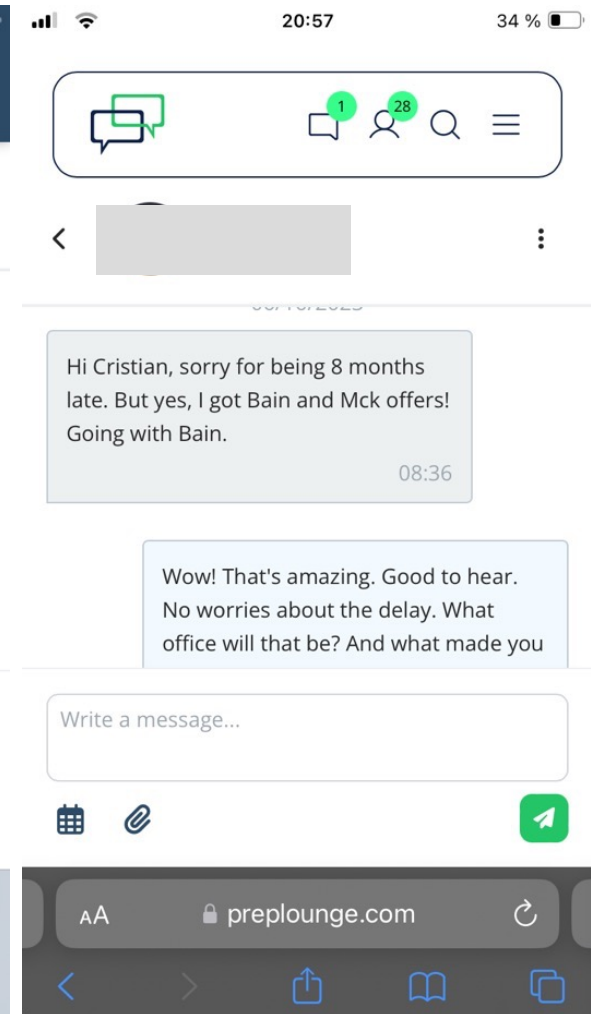 20:57
34 %
1
28
Hi Cristian, sorry for being 8 months
late. But yes, I got Bain and Mck offers!
Going with Bain.
08:36
Wow! That's amazing. Good to hear.
No worries about the delay. What
office will that be? And what made you
Write a message...
AA
preplounge.com